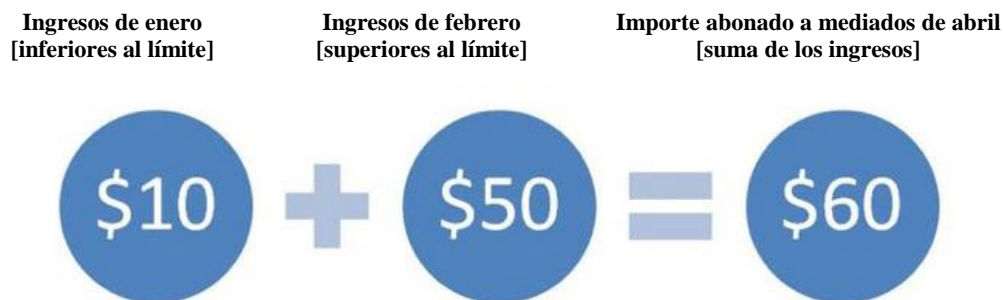 Ingresos de enero
[inferiores al límite]
Ingresos de febrero
[superiores al límite]
Importe abonado a mediados de abril
[suma de los ingresos]
$10 + $50 = $60